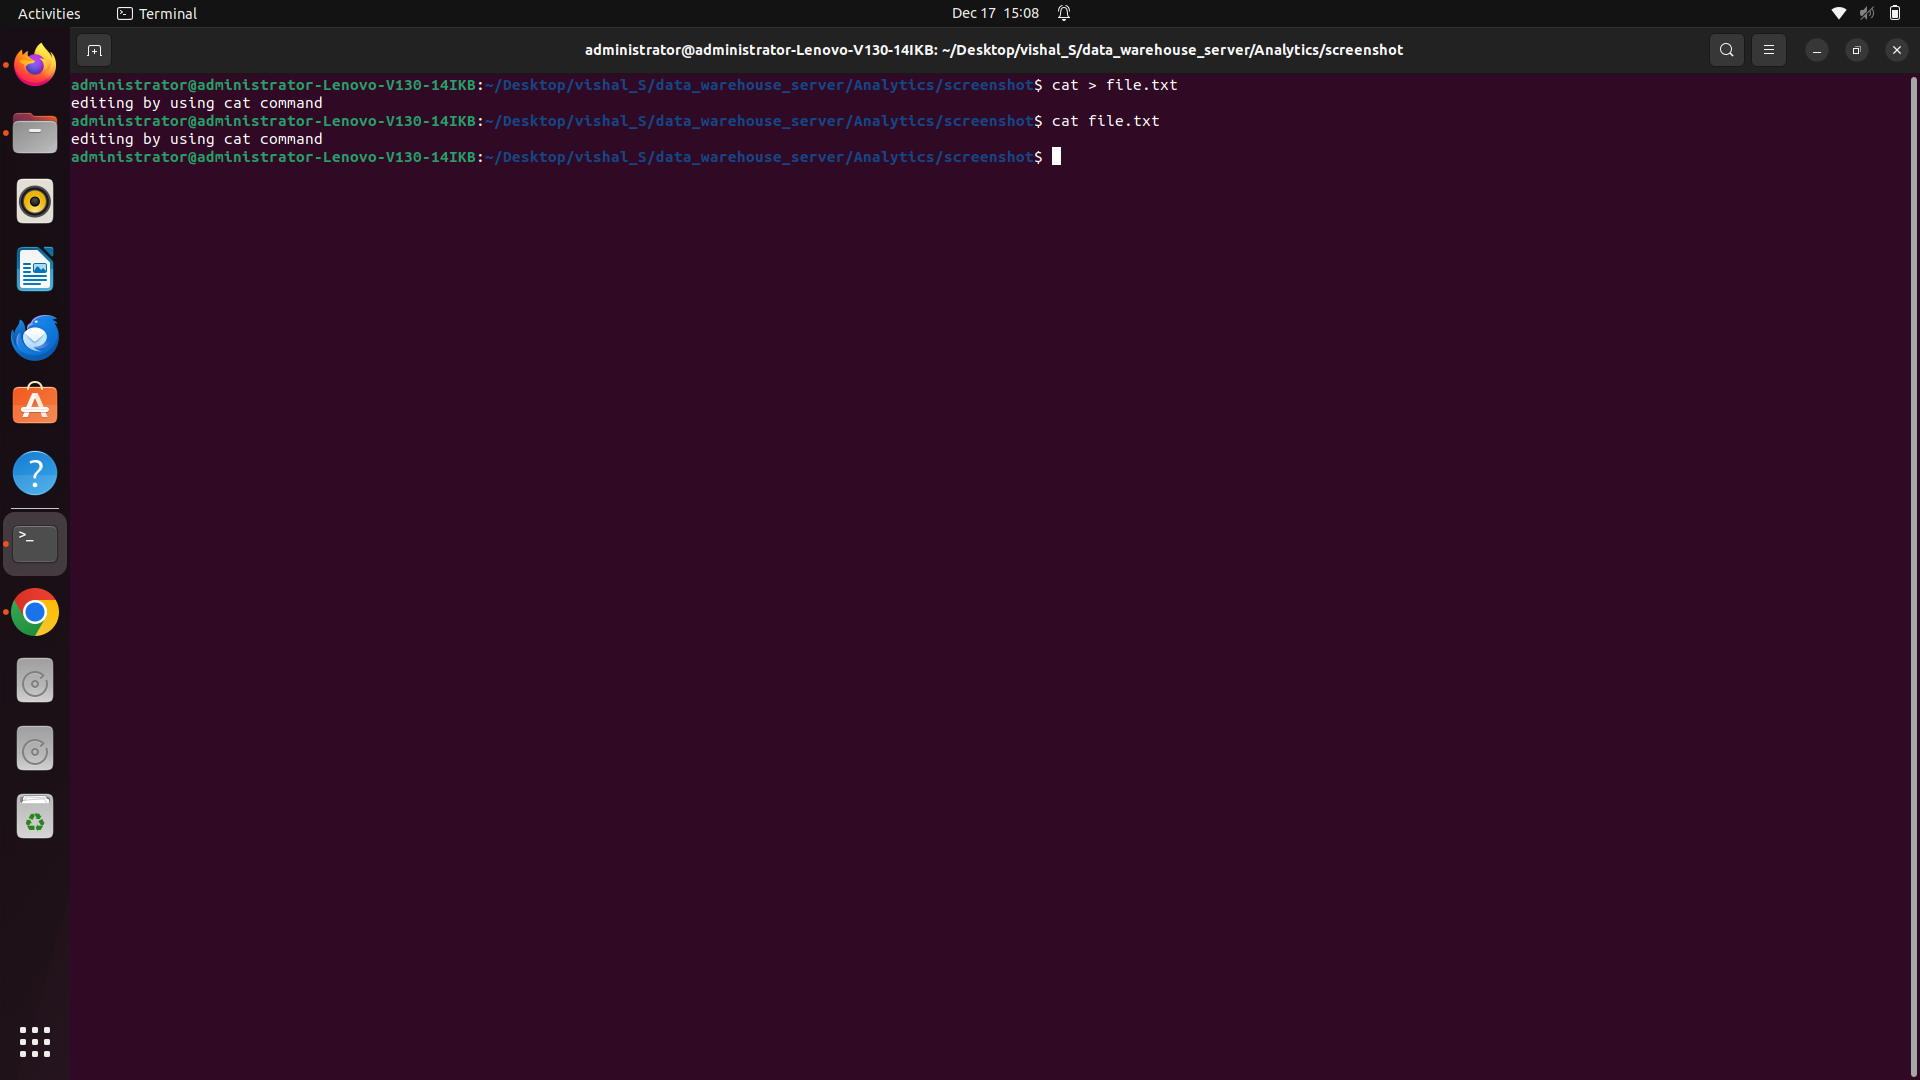 Activities
Terminal
Dec 17 15:08
administrator@administrator-Lenovo-V130-14IKB: ~/Desktop/vishal_S/data_warehouse_server/Analytics/screenshot
administrator@administrator-Lenovo-V130-14IKB:~/Desktop/vishal_S/data_warehouse_server/Analytics/screenshot$ cat > file.txt
editing by using cat command
administrator@administrator-Lenovo-V130-14IKB:~/Desktop/vishal_S/data_warehouse_server/Analytics/screenshot$ cat file.txt
editing by using cat command
administrator@administrator-Lenovo-V130-14IKB:~/Desktop/vishal_S/data_warehouse_server/Analytics/screenshot$